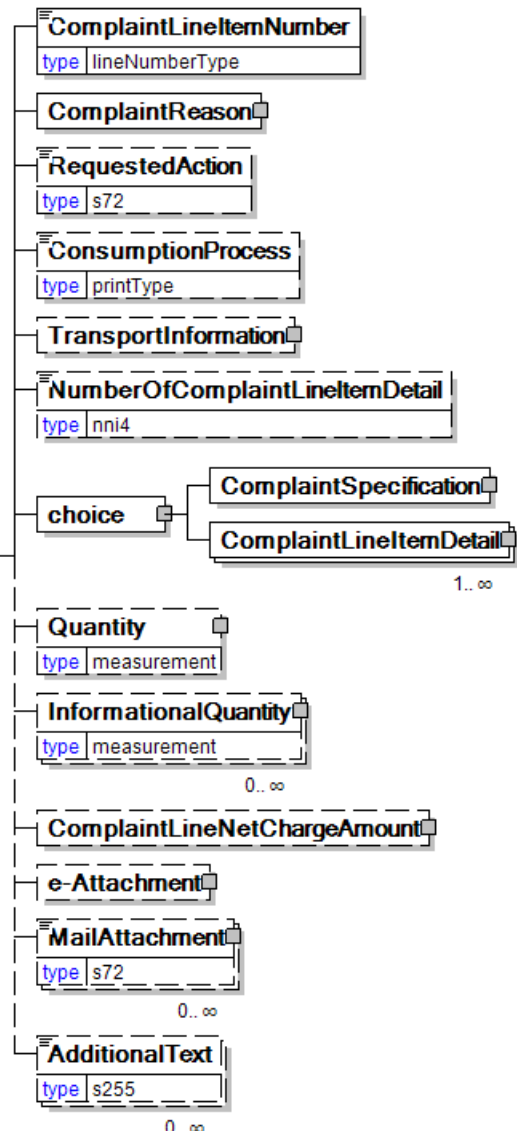 ComplaintLineItemNumber
type lineNumberType
ComplaintReason
RequestedAction
type s72
ConsumptionProcess
type printType
TransportInformation
NumberOfComplaintLineItemDetail
type nni4
choice
ComplaintSpecification
ComplaintLineItemDetail
1.. ∞
Quantity
type measurement
InformationalQuantity
type measurement
0.. ∞
ComplaintLineNetChargeAmount
e-Attachment
MailAttachment
type s72
0.. ∞
AdditionalText
type s255
0.. ∞